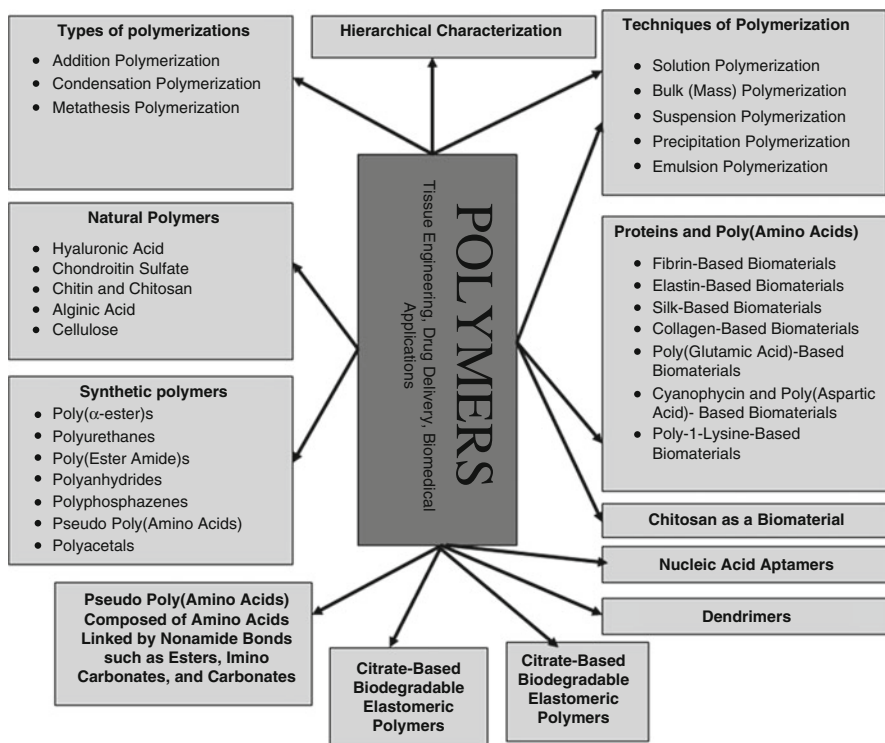 Types of polymerizations
• Addition Polymerization
• Condensation Polymerization
• Metathesis Polymerization
Hierarchical Characterization
Techniques of Polymerization
• Solution Polymerization
• Bulk (Mass) Polymerization
• Suspension Polymerization
• Precipitation Polymerization
• Emulsion Polymerization
Natural Polymers
• Hyaluronic Acid
• Chondroitin Sulfate
• Chitin and Chitosan
• Alginic Acid
• Cellulose
POLYMERS
Tissue Engineering, Drug Delivery, Biomedical
Applications
Proteins and Poly(Amino Acids)
• Fibrin-Based Biomaterials
• Elastin-Based Biomaterials
• Silk-Based Biomaterials
• Collagen-Based Biomaterials
• Poly(Glutamic Acid)-Based
Biomaterials
• Cyanophycin and Poly(Aspartic
Acid)- Based Biomaterials
• Poly-1-Lysine-Based
Biomaterials
Synthetic polymers
• Poly(α-ester)s
• Polyurethanes
• Poly(Ester Amide)s
• Polyanhydrides
• Polyphosphazenes
• Pseudo Poly(Amino Acids)
• Polyacetals
Chitosan as a Biomaterial
Nucleic Acid Aptamers
Dendrimers
Pseudo Poly(Amino Acids)
Composed of Amino Acids
Linked by Nonamide Bonds
such as Esters, Imino
Carbonates, and Carbonates
Citrate-Based
Biodegradable
Elastomeric
Polymers
Citrate-Based
Biodegradable
Elastomeric
Polymers